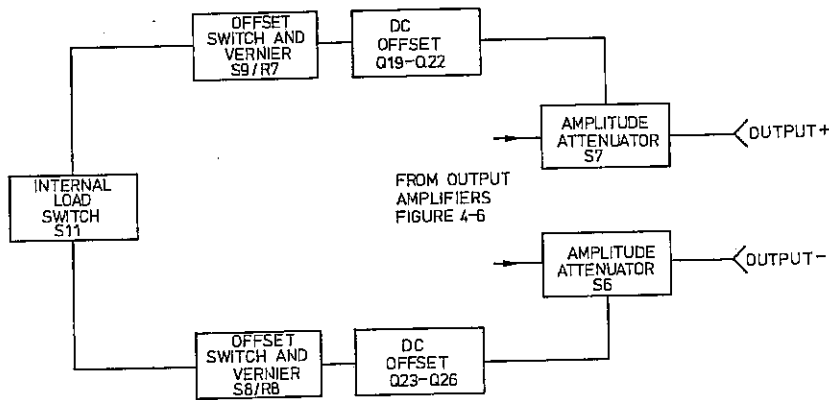 OFFSET
SWITCH AND
VERNIER
S9/R7
DC
OFFSET
Q19-Q22
AMPLITUDE
ATTENUATOR
S7
OUTPUT+
INTERNAL
LOAD
SWITCH
S11
FROM OUTPUT
AMPLIFIERS
FIGURE 4-6
AMPLITUDE
ATTENUATOR
S6
OUTPUT-
OFFSET
SWITCH AND
VERNIER
S8/R8
DC
OFFSET
Q23-Q26